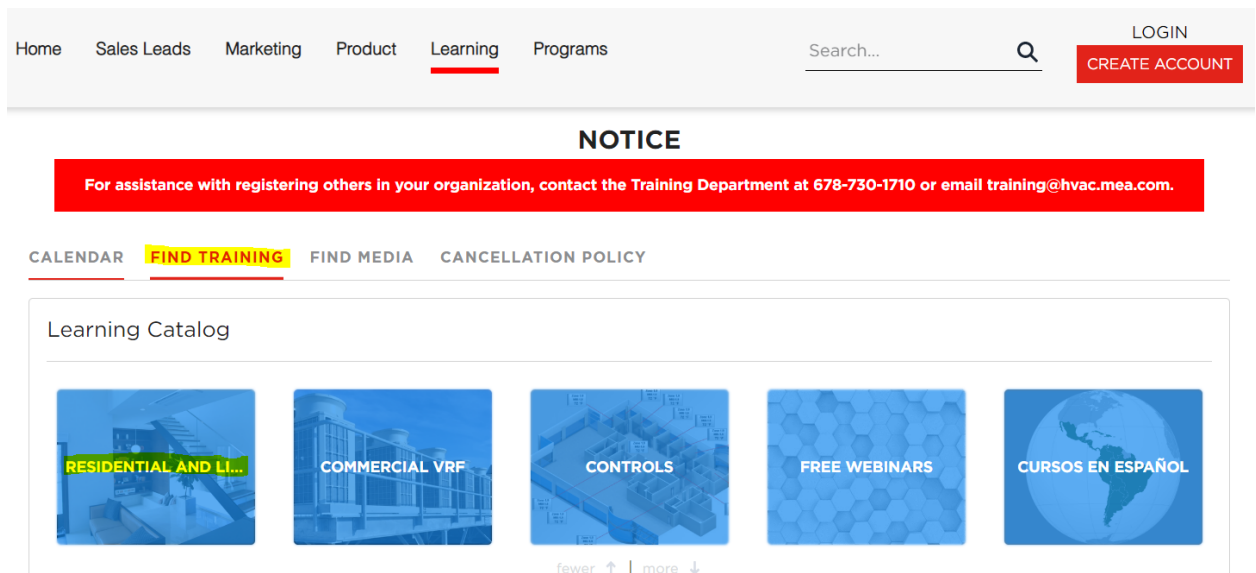 LOGIN
Home Sales Leads Marketing Product Learning Programs Search...
CREATE ACCOUNT
NOTICE
For assistance with registering others in your organization, contact the Training Department at 678-730-1710 or email training@hvac.mea.com.
CALENDAR FIND TRAINING FIND MEDIA CANCELLATION POLICY
Learning Catalog
RESIDENTIAL AND LI... COMMERCIAL VRF CONTROLS FREE WEBINARS CURSOS EN ESPAÑOL
fewer ↑ | more ↓